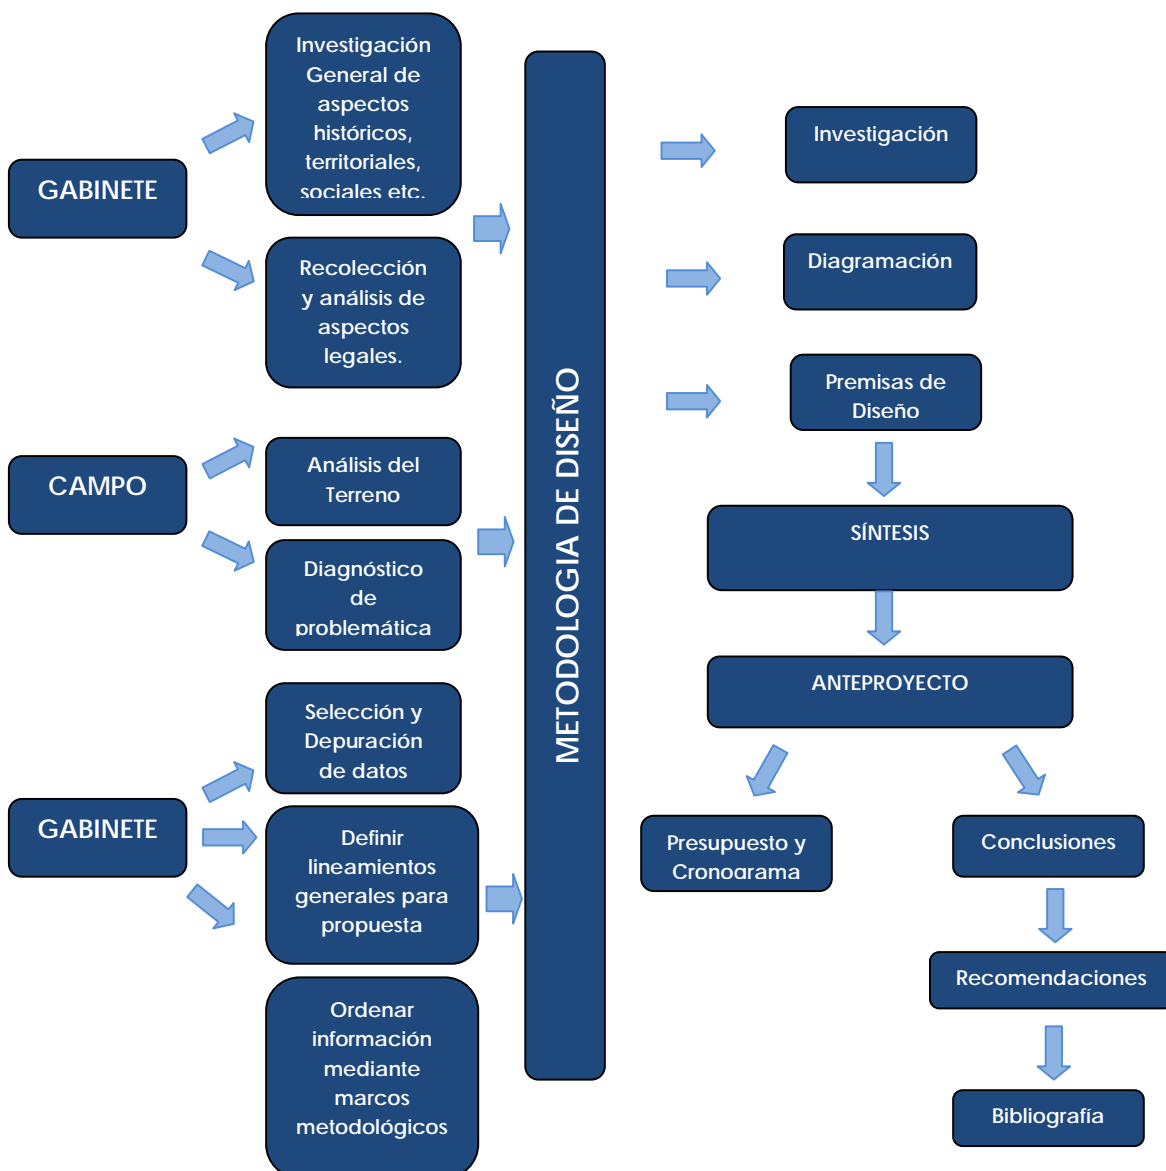 GABINETE
Investigación
General de
aspectos
históricos,
territoriales,
sociales etc.
Recolección
y análisis de
aspectos
legales.
CAMPO
Análisis del
Terreno
Diagnóstico
de
problemática
GABINETE
Selección y
Depuración
de datos
Definir
lineamientos
generales para
propuesta
Ordenar
información
mediante
marcos
metodológicos
METODOLOGIA DE DISEÑO
Investigación
Diagramación
Premisas de
Diseño
SÍNTESIS
ANTEPROYECTO
Presupuesto y
Cronograma
Conclusiones
Recomendaciones
Bibliografía